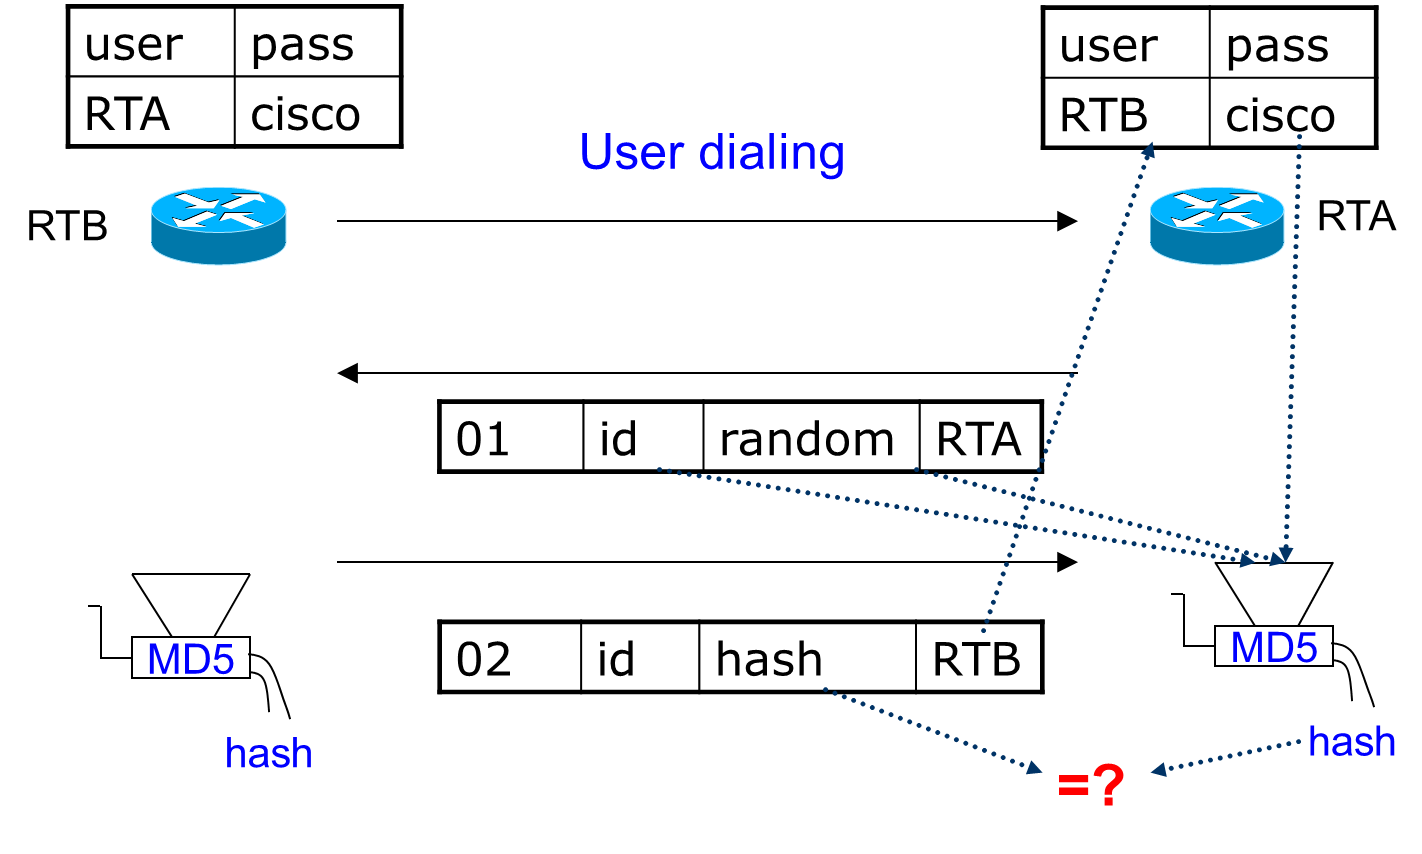 user pass
RTA cisco
user pass
RTB cisco
User dialing
RTB
RTA
01 id random RTA
02 id hash RTB
MD5
hash
MD5
hash
=?